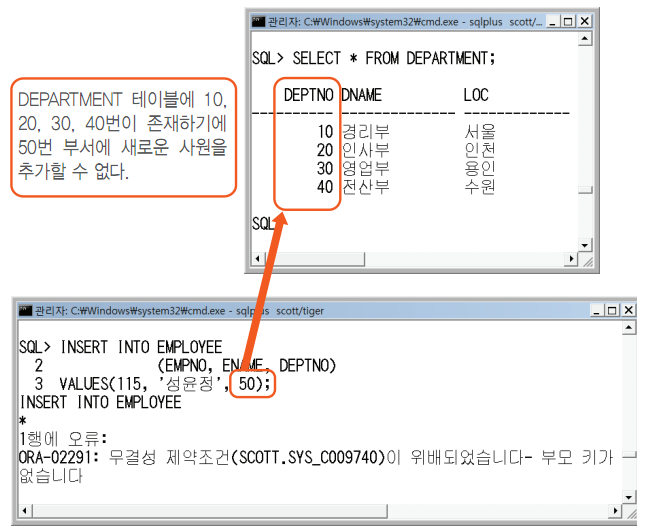 관리자: C:₩Windows₩system32₩cmd.exe - sqlplus scott/...
SQL> SELECT * FROM DEPARTMENT;
DEPTNO DNAME LOC
---------- ---------------- -------------
10 경리부 서울
20 인사부 인천
30 영업부 용인
40 전산부 수원
SQL
DEPARTMENT 테이블에 10,
20, 30, 40번이 존재하기에
50번 부서에 새로운 사원을
추가할 수 없다.
관리자: C:₩Windows₩system32₩cmd.exe - sqlplus scott/tiger
SQL> INSERT INTO EMPLOYEE
2 (EMPNO, ENAME, DEPTNO)
3 VALUES(115, '성윤정', 50);
INSERT INTO EMPLOYEE
*
1행에 오류:
ORA-02291: 무결성 제약조건(SCOTT.SYS_C009740)이 위배되었습니다- 부모 키가
없습니다